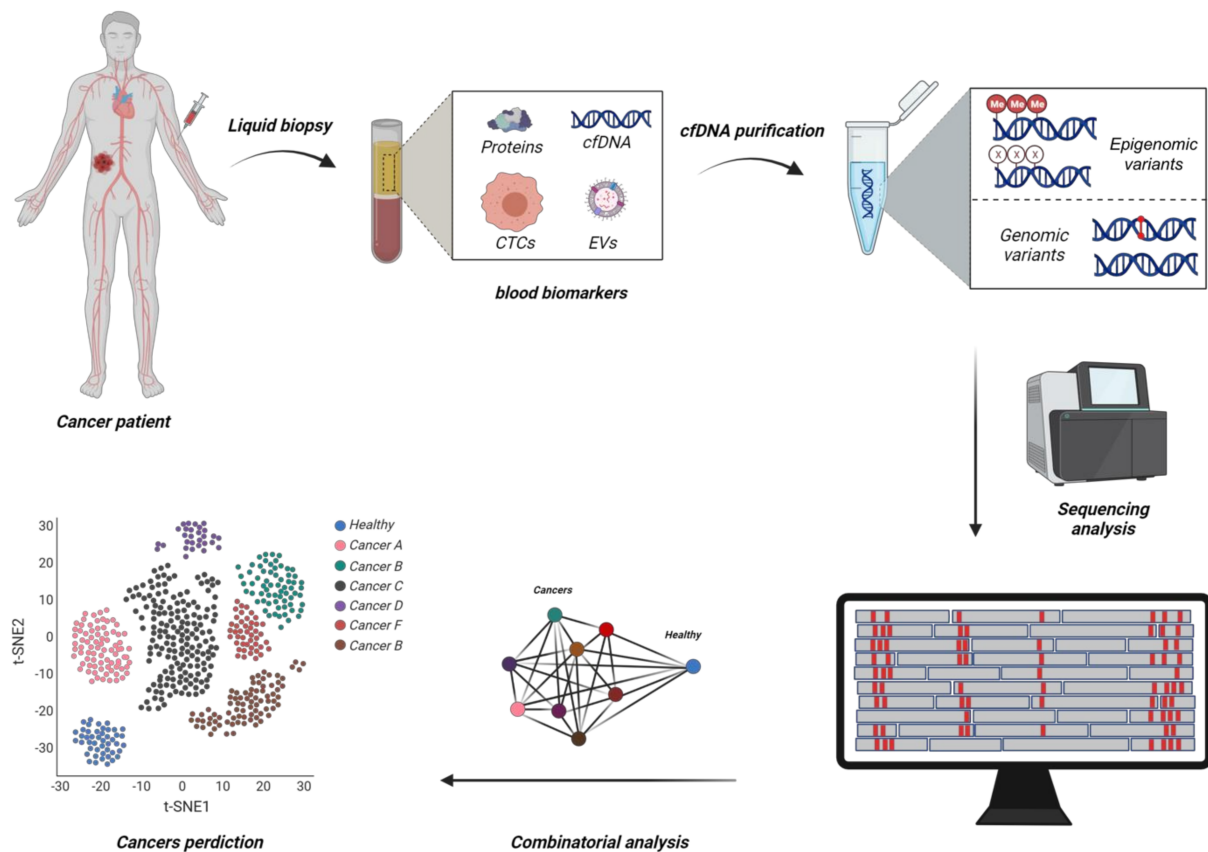 Liquid biopsy
Proteins
cfDNA
CTCs
EVs
blood biomarkers
cfDNA purification
Me Me Me
X X X
Epigenomic
variants
Genomic
variants
Cancer patient
Sequencing
analysis
30
20
10
0
-10
-20
-30
t-SNE2
-30 -20 -10 0 10 20 30
t-SNE1
Healthy
Cancer A
Cancer B
Cancer C
Cancer D
Cancer F
Cancer B
Cancers perdiction
Cancers
Healthy
Combinatorial analysis